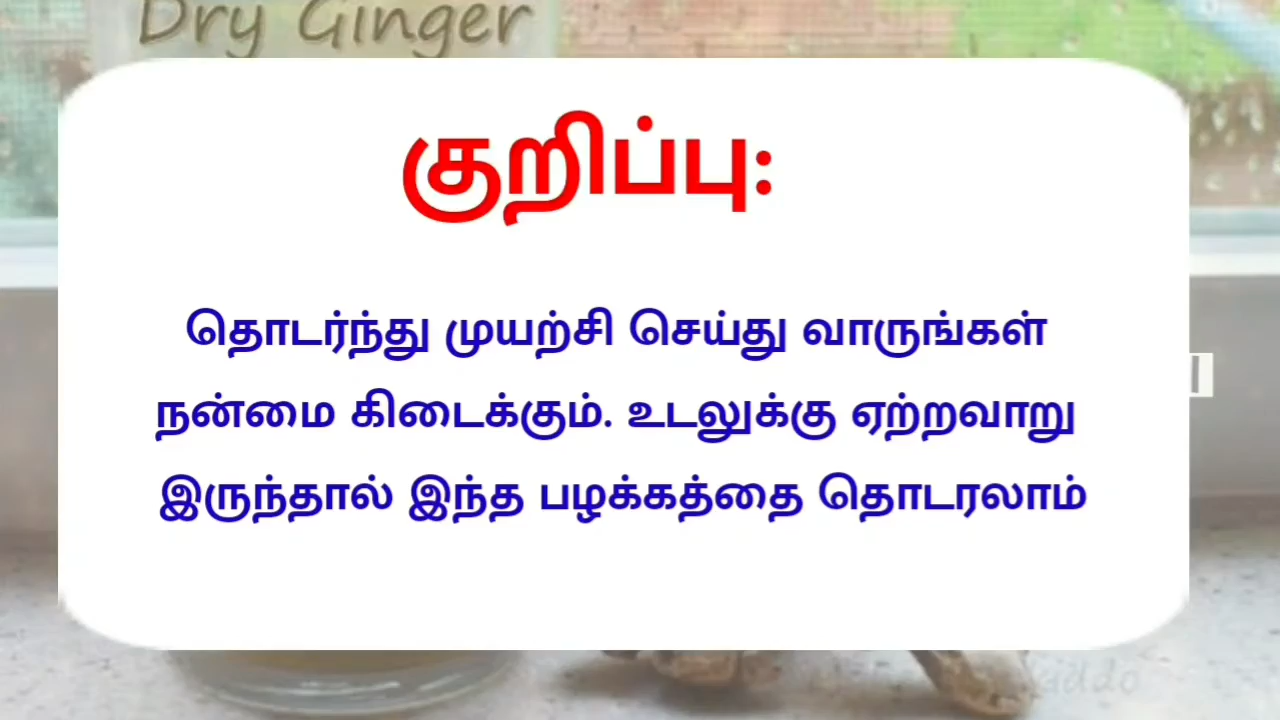 Dry Ginger
குறிப்பு:
தொடர்ந்து முயற்சி செய்து வாருங்கள்
நன்மை கிடைக்கும். உடலுக்கு ஏற்றவாறு
இருந்தால் இந்த பழக்கத்தை தொடரலாம்